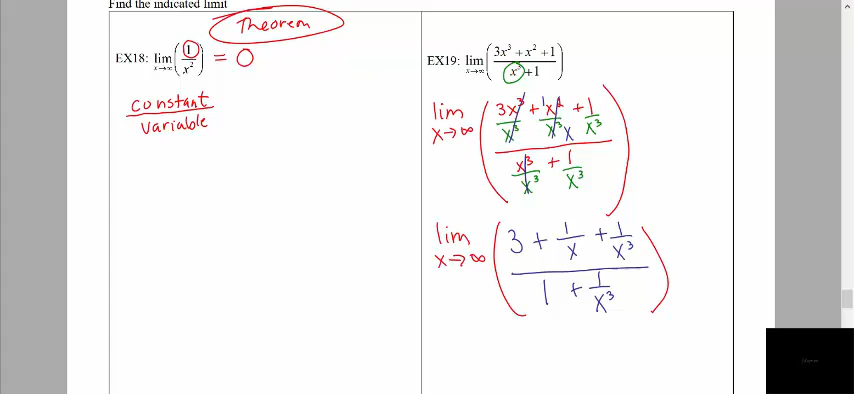 Find the indicated limit
Theorem
EX18: lim x→∞ (1/x²) = 0
constant
variable
EX19: lim x→∞ ((3x³ + x² + 1)/(x³ + 1))
lim x→∞ ((3x³/x³ + 1x²/x³ x + 1/x³)/(x³/x³ + 1/x³))
lim x→∞ ((3 + 1/x + 1/x³)/(1 + 1/x³))